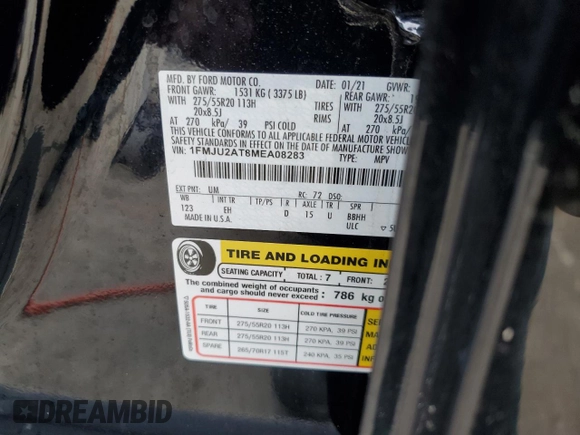 MFD. BY FORD MOTOR CO.
DATE: 01/21 GVWR:
FRONT GAWR: 1531 KG ( 3375 LB) REAR GAWR:
WITH 275/55R20 113H TIRES 275/55R20
20x8.5J RIMS 20x8.5J
AT 270 kPa/ 39 PSI COLD AT 270 kPa/
THIS VEHICLE CONFORMS TO ALL APPLICABLE FEDERAL MOTOR
SAFETY STANDARDS IN EFFECT ON THE DATE OF MANUFACTURE
VIN: 1FMJU2AT8MEA08283
TYPE: MPV
EXT PNT: UM RC: 72 DSO:
WB INT TR TP/PS R AXLE TR SPR
123 EH D 15 U BBHH
MADE IN U.S.A. ULC
TIRE AND LOADING IN
SEATING CAPACITY TOTAL: 7 FRONT:
The combined weight of occupants
and cargo should never exceed : 786 kg o
TIRE SIZE COLD TIRE PRESSURE
FRONT 275/55R20 113H 270 KPA, 39 PSI
REAR 275/55R20 113H 270 KPA, 39 PSI
SPARE 265/70R17 115T 240 KPA, 35 PSI
SE
MA
AD
INF
DREAMBID